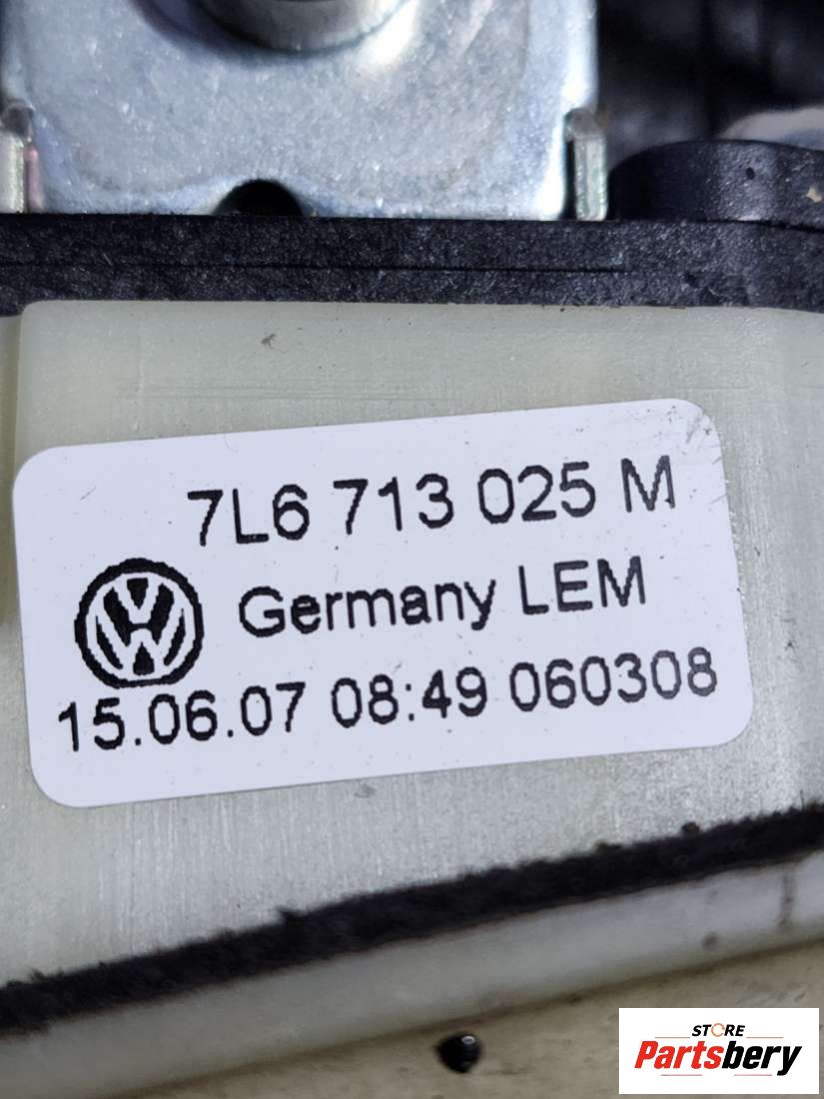 7L6 713 025 M
Germany LEM
15.06.07 08:49 060308
STORE
Partsbery